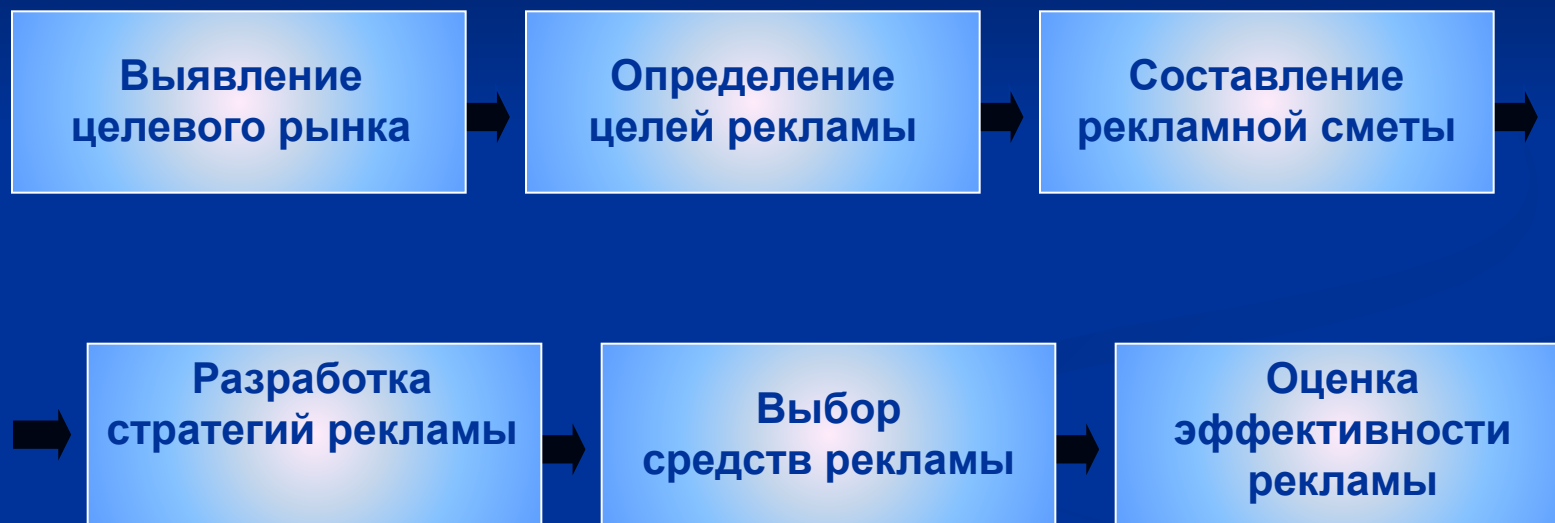 Выявление
целевого рынка
Определение
целей рекламы
Составление
рекламной сметы
Разработка
стратегий рекламы
Выбор
средств рекламы
Оценка
эффективности
рекламы